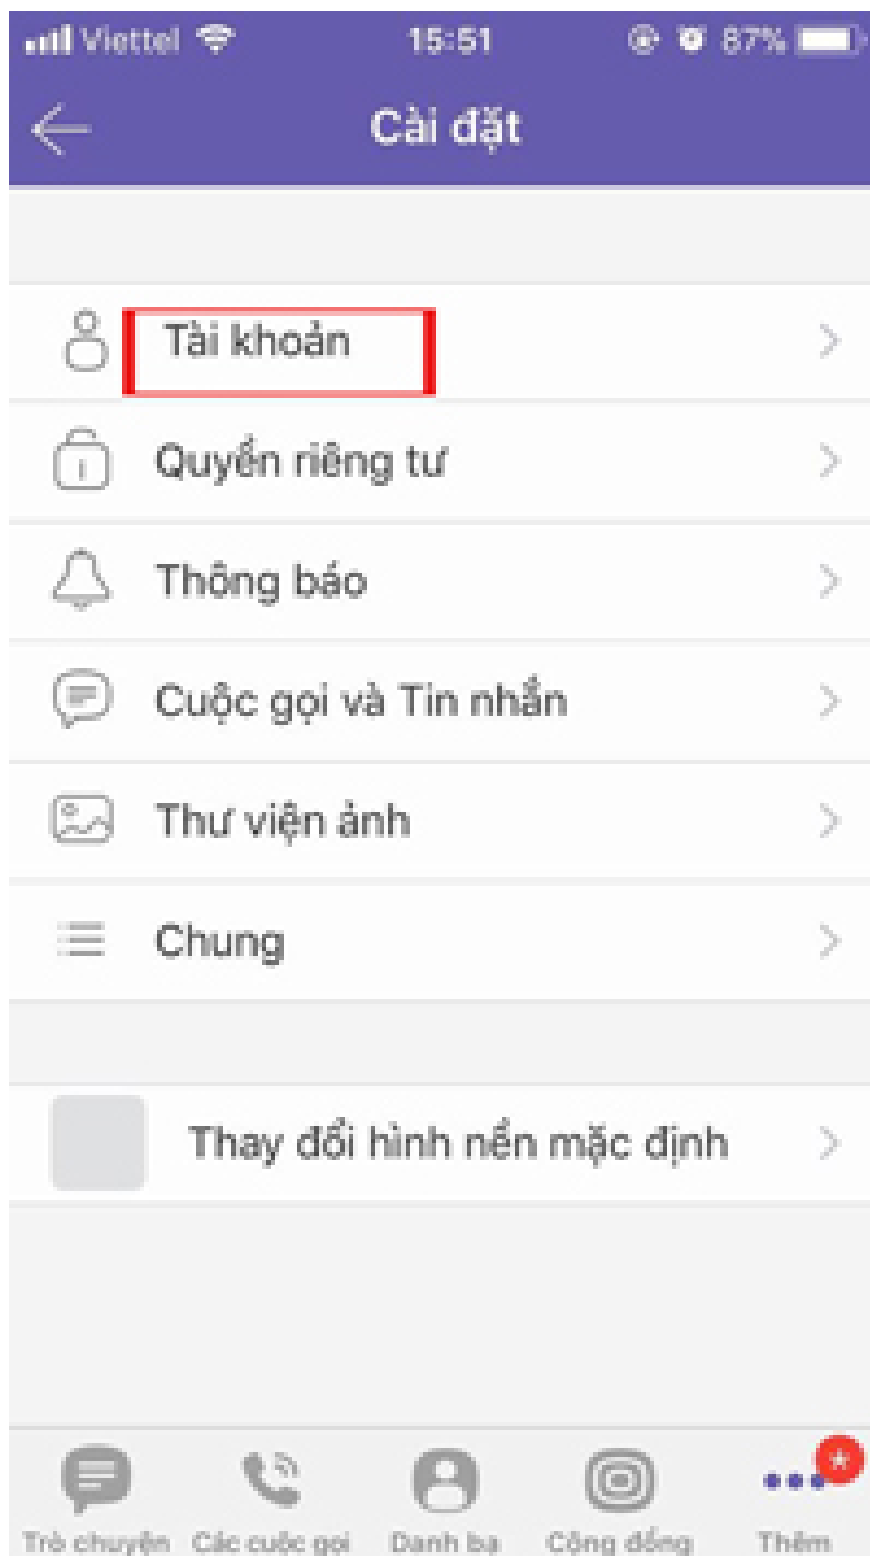 Viettel 15:51 87%
Cài đặt
Tài khoản
Quyền riêng tư
Thông báo
Cuộc gọi và Tin nhắn
Thư viện ảnh
Chung
Thay đổi hình nền mặc định
Trò chuyện Các cuộc gọi Danh bạ Cộng đồng Thêm